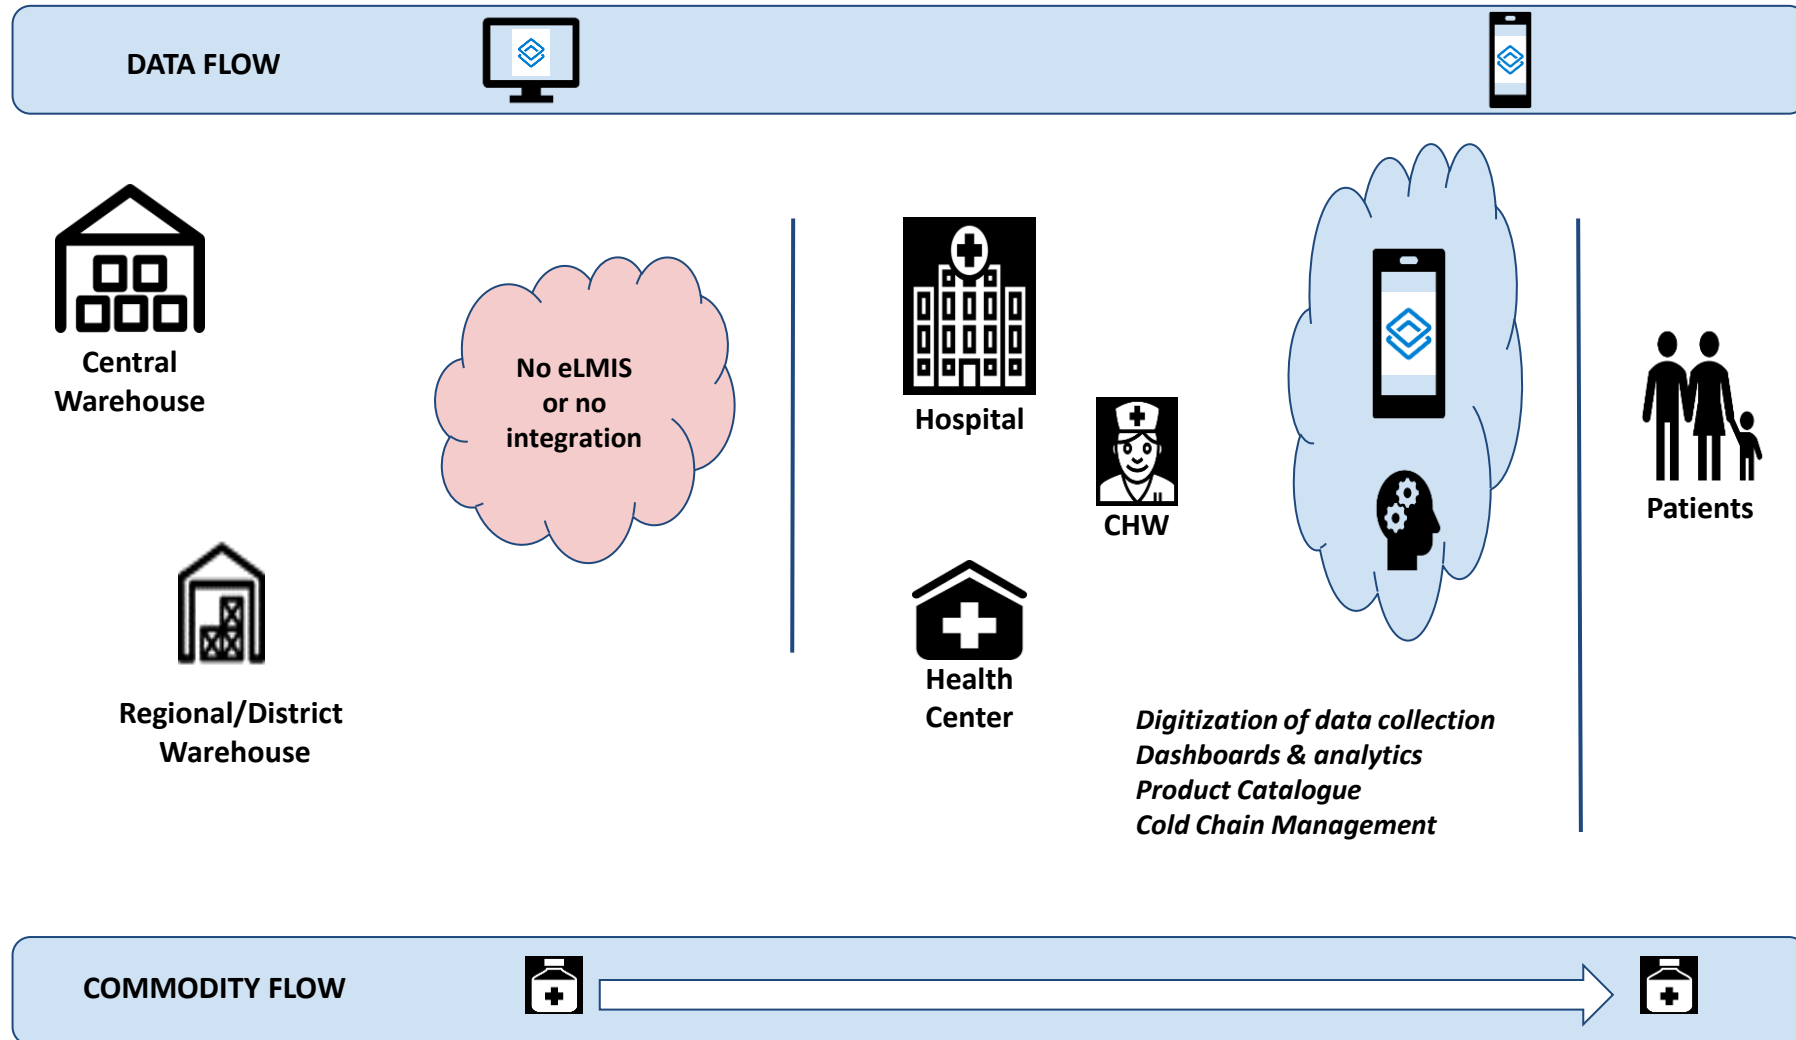 DATA FLOW
Central
Warehouse
Regional/District
Warehouse
No eLMIS
or no
integration
Hospital
CHW
Health
Center
Digitization of data collection
Dashboards & analytics
Product Catalogue
Cold Chain Management
Patients
COMMODITY FLOW